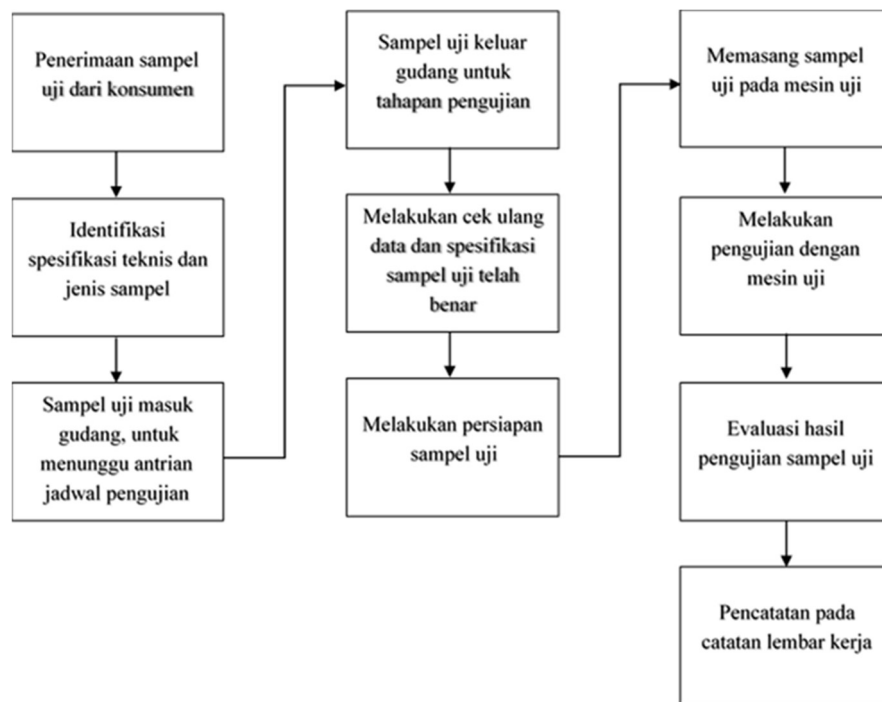 Penerimaan sampel
uji dari konsumen
Identifikasi
spesifikasi teknis dan
jenis sampel
Sampel uji masuk
gudang, untuk
menunggu antrian
jadwal pengujian
Sampel uji keluar
gudang untuk
tahapan pengujian
Melakukan cek ulang
data dan spesifikasi
sampel uji telah
benar
Melakukan persiapan
sampel uji
Memasang sampel
uji pada mesin uji
Melakukan
pengujian dengan
mesin uji
Evaluasi hasil
pengujian sampel uji
Pencatatan pada
catatan lembar kerja